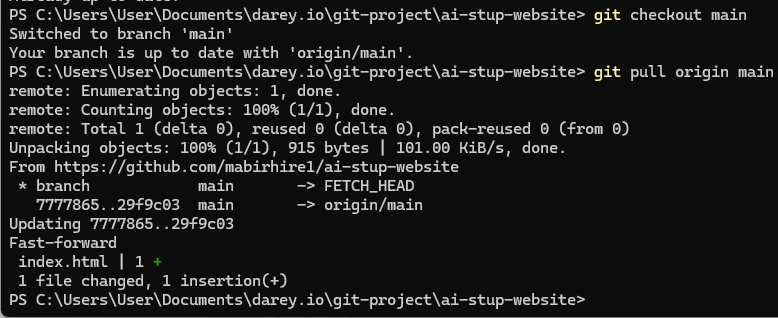 PS C:\Users\User\Documents\darey.io\git-project\ai-stup-website> git checkout main
Switched to branch 'main'
Your branch is up to date with 'origin/main'.
PS C:\Users\User\Documents\darey.io\git-project\ai-stup-website> git pull origin main
remote: Enumerating objects: 1, done.
remote: Counting objects: 100% (1/1), done.
remote: Total 1 (delta 0), reused 0 (delta 0), pack-reused 0 (from 0)
Unpacking objects: 100% (1/1), 915 bytes | 101.00 KiB/s, done.
From https://github.com/mabirhire1/ai-stup-website
 * branch            main       -> FETCH_HEAD
   7777865..29f9c03  main       -> origin/main
Updating 7777865..29f9c03
Fast-forward
 index.html | 1 +
 1 file changed, 1 insertion(+)
PS C:\Users\User\Documents\darey.io\git-project\ai-stup-website>